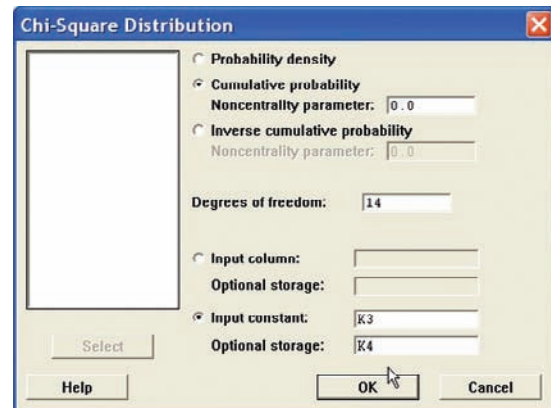 Chi-Square Distribution
Probability density
Cumulative probability
Noncentrality parameter: 0.0
Inverse cumulative probability
Noncentrality parameter: 0.0
Degrees of freedom: 14
Input column:
Optional storage:
Input constant: K3
Optional storage: K4
Select
Help OK Cancel